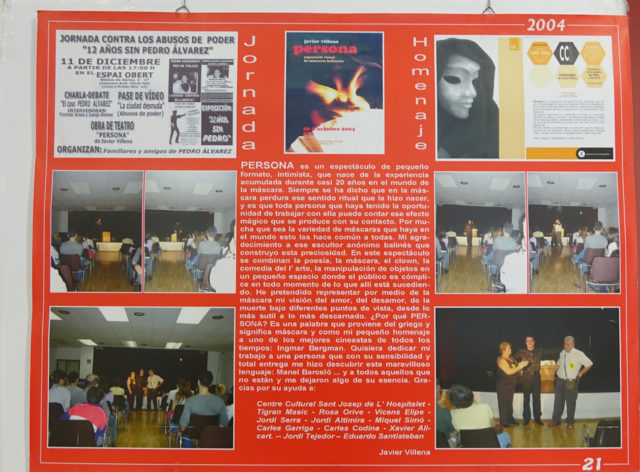 2004
JORNADA CONTRA LOS ABUSOS DE PODER
"12 AÑOS SIN PEDRO ÁLVAREZ"
11 DE DICIEMBRE
A PARTIR DE LAS 17:00 H
EN EL ESPAI OBERT
CHARLA-DEBATE
"El caso PEDRO ÁLVAREZ"
PASE DE VÍDEO
"La ciudad desnuda"
(Abusos de poder)
OBRA DE TEATRO
"PERSONA"
de Javier Villena
EXPOSICIÓN:
"12 AÑOS
SIN
PEDRO"
ORGANIZAN: Familiares y amigos de PEDRO ÁLVAREZ
Jornada
javier villena
persona
octubre 2004
Homenaje
CC
PERSONA es un espectáculo de pequeño
formato, intimista, que nace de la experiencia
acumulada durante casi 20 años en el mundo de
la máscara. Siempre se ha dicho que en la más-
cara perdura ese sentido ritual que la hizo nacer,
y es que toda persona que haya tenido la oportu-
nidad de trabajar con ella puede contar ese efecto
mágico que se produce con su contacto. Por mu-
cha que sea la variedad de máscaras que haya en
el mundo esto las hace común a todas. Mi agra-
decimiento a ese escultor anónimo balinés que
construyo esta preciosidad. En este espectáculo
se combinan la poesía, la máscara, el clown, la
comedia del l' arte, la manipulación de objetos en
un pequeño espacio donde el público es cómpli-
ce en todo momento de lo que allí está sucedien-
do. He pretendido representar por medio de la
máscara mi visión del amor, del desamor, de la
muerte bajo diferentes puntos de vista, desde lo
más sutil a lo más descarnado. ¿Por qué PER-
SONA? Es una palabra que proviene del griego y
significa máscara y como mi pequeño homenaje
a uno de los mejores cineastas de todos los
tiempos: Ingmar Bergman. Quisiera dedicar mi
trabajo a una persona que con su sensibilidad y
total entrega me hizo descubrir este maravilloso
lenguaje: Manel Barceló ... y a todos aquellos que
no están y me dejaron algo de su esencia. Gra-
cias por su ayuda a:
Centre Cultural Sant Josep de L' Hospitalet -
Tigran Masic - Rosa Orive - Vicens Elipe -
Jordi Serra - Jordi Altimira - Miquel Simó -
Carles Garriga - Carles Codina - Xavier Ali-
cart. -- Jordi Tejedor – Eduardo Santisteban
Javier Villena
21